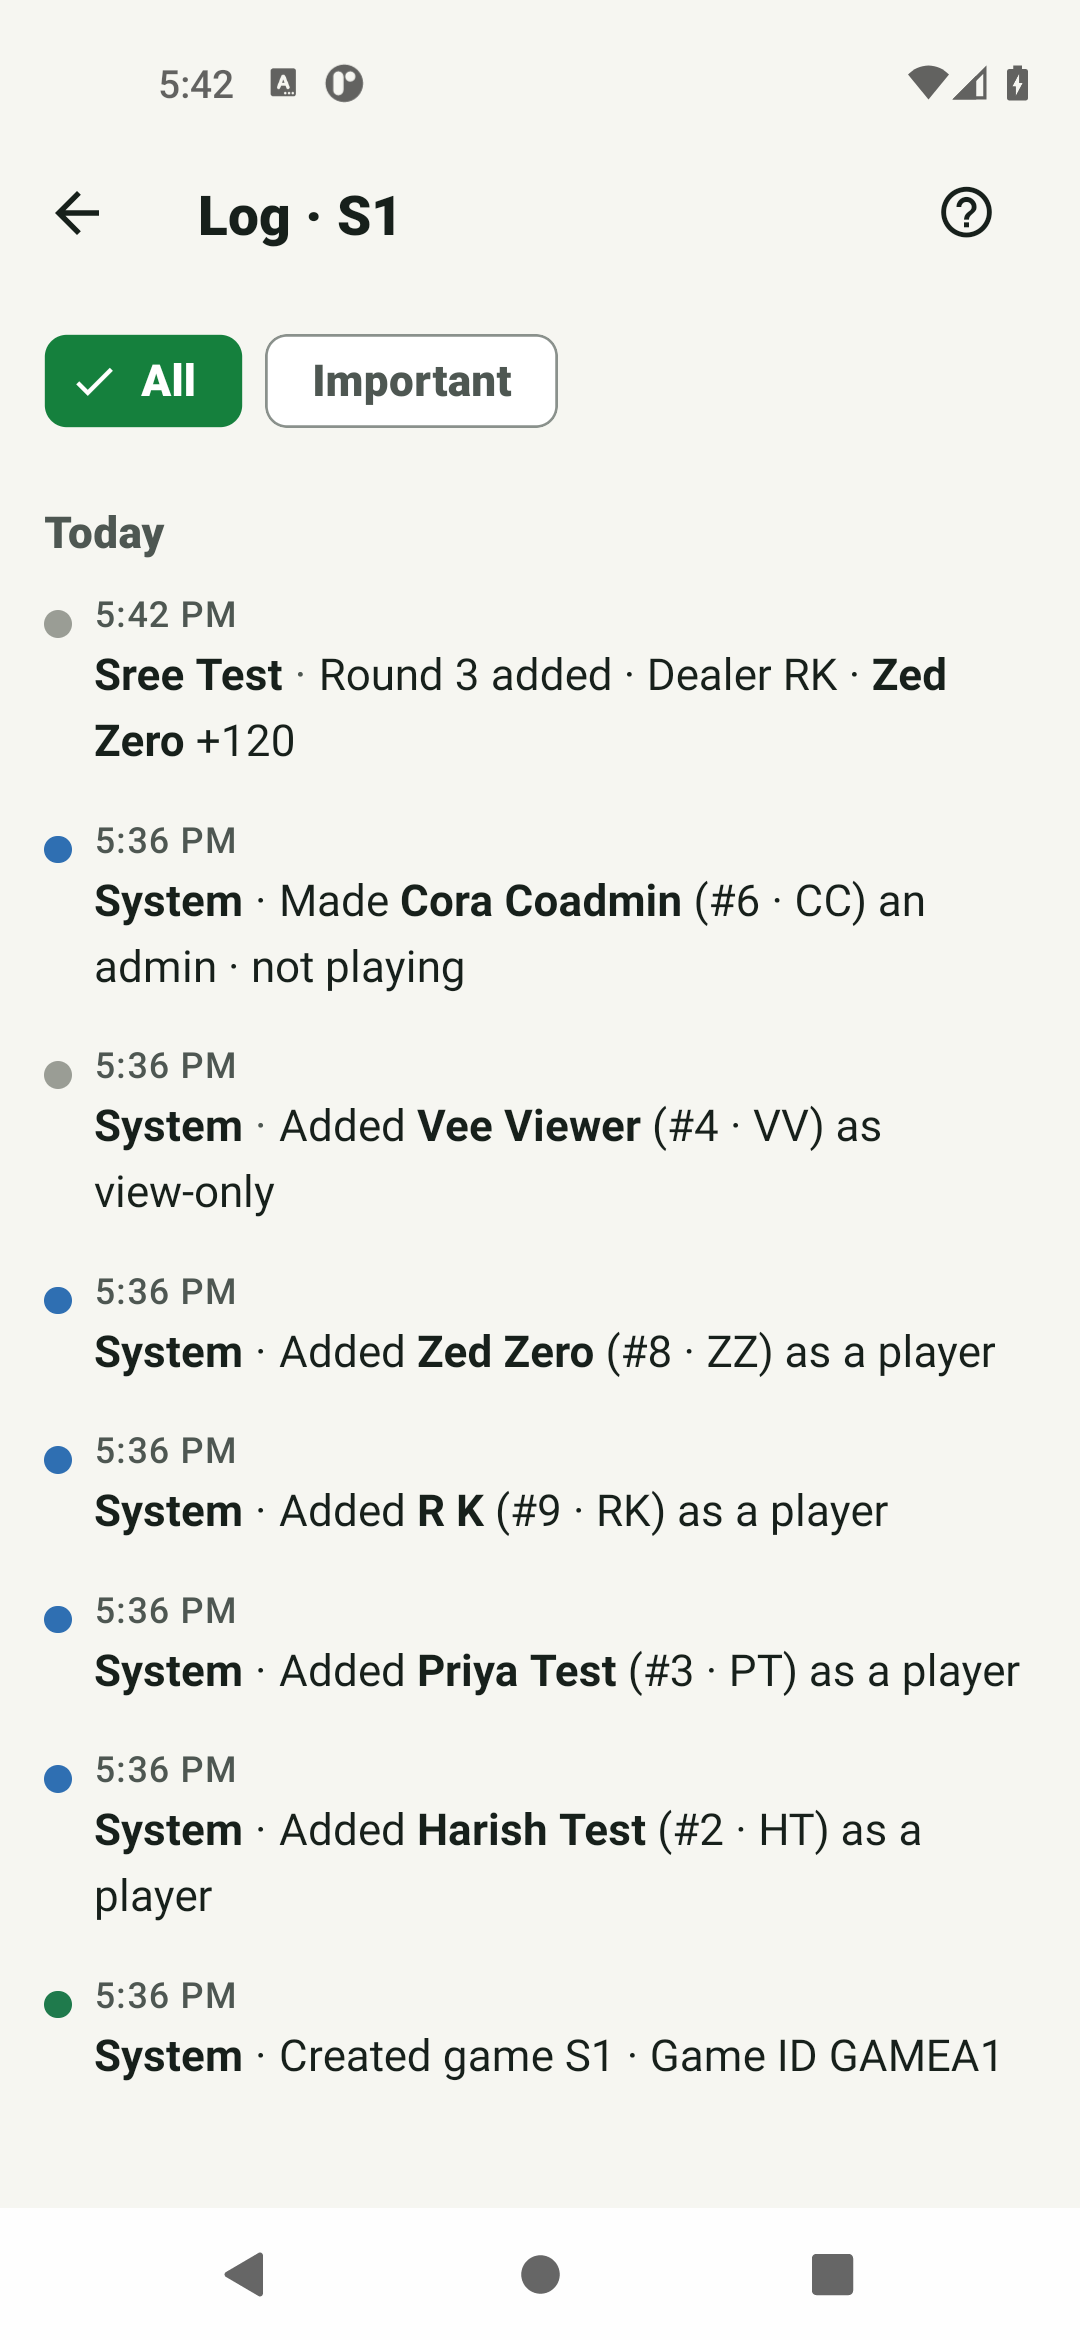 5:42
Log · S1
All
Important
Today
5:42 PM
Sree Test · Round 3 added · Dealer RK · Zed
Zero +120
5:36 PM
System · Made Cora Coadmin (#6 · CC) an
admin · not playing
5:36 PM
System · Added Vee Viewer (#4 · VV) as
view-only
5:36 PM
System · Added Zed Zero (#8 · ZZ) as a player
5:36 PM
System · Added R K (#9 · RK) as a player
5:36 PM
System · Added Priya Test (#3 · PT) as a player
5:36 PM
System · Added Harish Test (#2 · HT) as a
player
5:36 PM
System · Created game S1 · Game ID GAMEA1